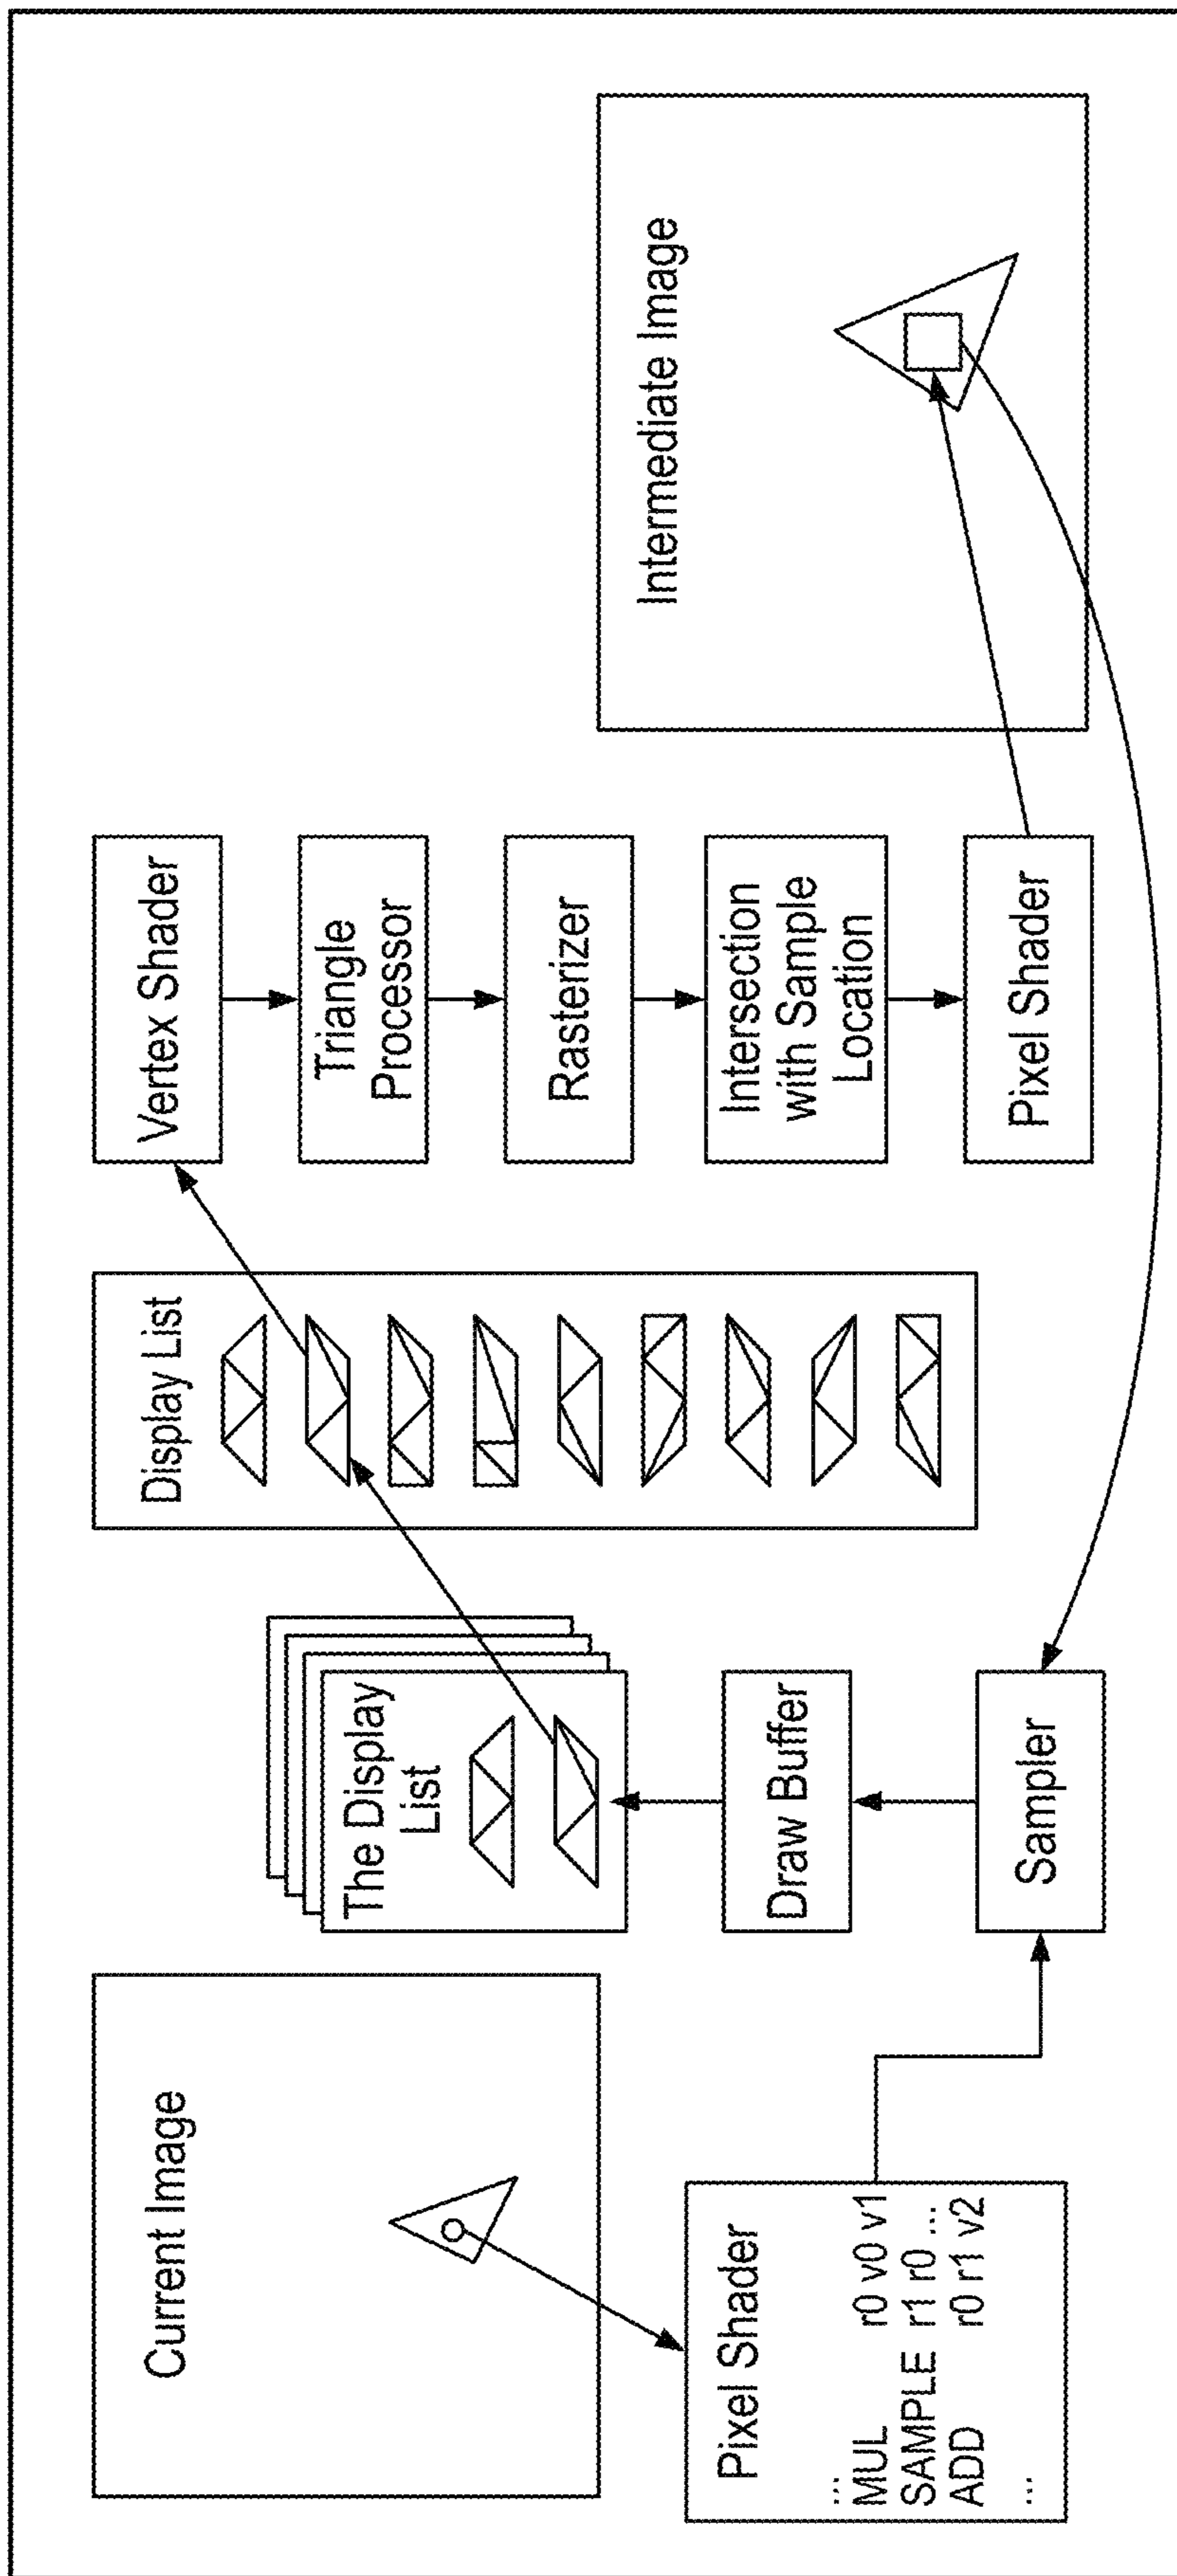 Current Image
Pixel Shader
...
MUL r0 v0 v1
SAMPLE r1 r0 ...
ADD r0 r1 v2
...
The Display
List
Draw Buffer
Sampler
Display List
Vertex Shader
Triangle
Processor
Rasterizer
Intersection
with Sample
Location
Pixel Shader
Intermediate Image